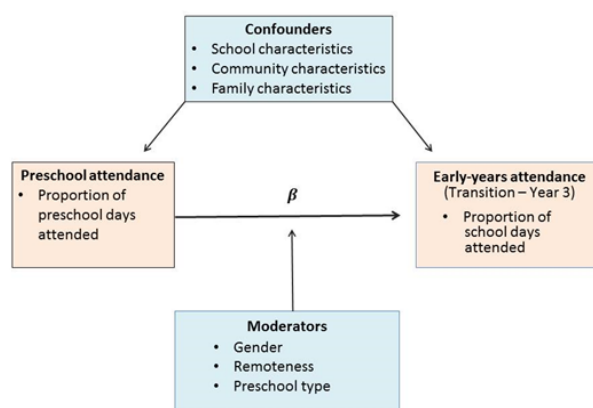 Confounders
• School characteristics
• Community characteristics
• Family characteristics
Preschool attendance
• Proportion of
preschool days
attended
β
Early-years attendance
(Transition – Year 3)
• Proportion of
school days
attended
Moderators
• Gender
• Remoteness
• Preschool type